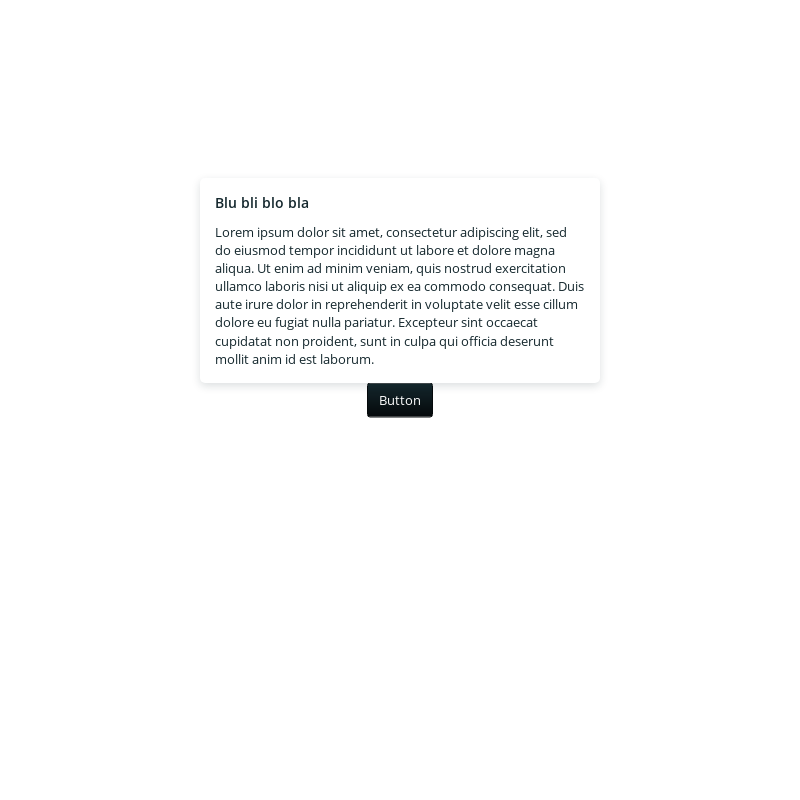 Blu bli blo bla
Lorem ipsum dolor sit amet, consectetur adipiscing elit, sed
do eiusmod tempor incididunt ut labore et dolore magna
aliqua. Ut enim ad minim veniam, quis nostrud exercitation
ullamco laboris nisi ut aliquip ex ea commodo consequat. Duis
aute irure dolor in reprehenderit in voluptate velit esse cillum
dolore eu fugiat nulla pariatur. Excepteur sint occaecat
cupidatat non proident, sunt in culpa qui officia deserunt
mollit anim id est laborum.
Button